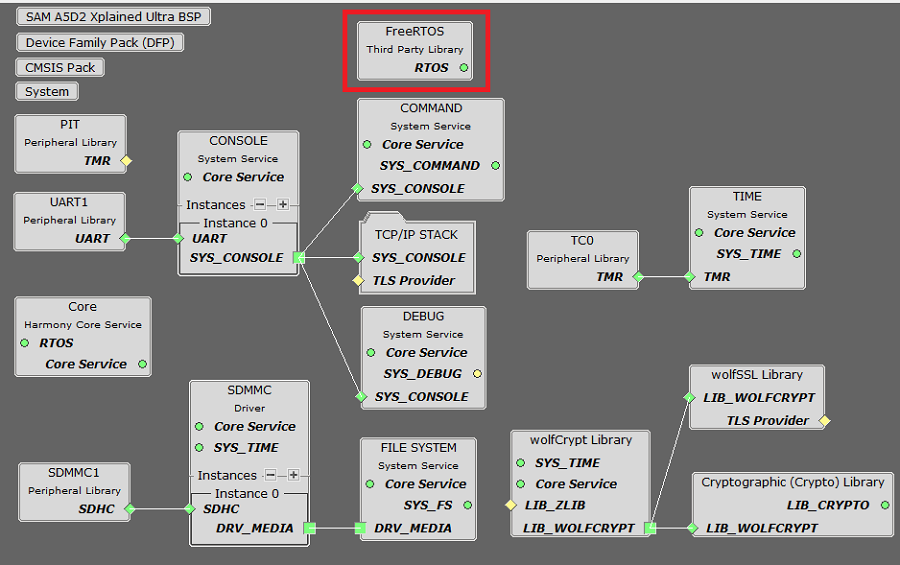 SAM A5D2 Xplained Ultra BSP
Device Family Pack (DFP)
CMSIS Pack
System
FreeRTOS
Third Party Library
RTOS
PIT
Peripheral Library
TMR
UART1
Peripheral Library
UART
CONSOLE
System Service
Core Service
Instances
Instance 0
UART
SYS_CONSOLE
COMMAND
System Service
Core Service
SYS_COMMAND
SYS_CONSOLE
TCP/IP STACK
SYS_CONSOLE
TLS Provider
DEBUG
System Service
Core Service
SYS_DEBUG
SYS_CONSOLE
TC0
Peripheral Library
TMR
TIME
System Service
Core Service
SYS_TIME
TMR
Core
Harmony Core Service
RTOS
Core Service
SDMMC1
Peripheral Library
SDHC
SDMMC
Driver
Core Service
SYS_TIME
Instances
Instance 0
SDHC
DRV_MEDIA
FILE SYSTEM
System Service
Core Service
SYS_FS
DRV_MEDIA
wolfCrypt Library
SYS_TIME
Core Service
LIB_ZLIB
LIB_WOLFCRYPT
wolfSSL Library
LIB_WOLFCRYPT
TLS Provider
Cryptographic (Crypto) Library
LIB_CRYPTO
LIB_WOLFCRYPT